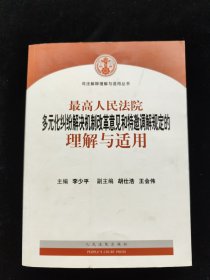 司法解释理解与适用丛书
最高人民法院
多元化纠纷解决机制改革意见和特邀调解规定的
理解与适用
主编 李少平 副主编 胡仕浩 王会伟
人民法院出版社
PEOPLE'S COURT PRESS